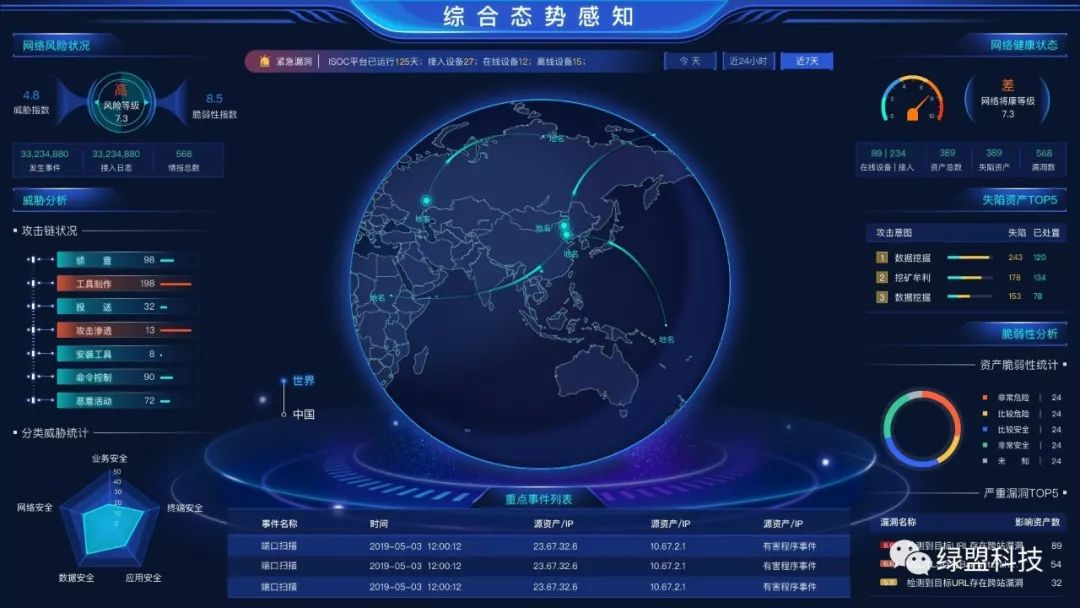 综合态势感知
网络风险状况
4.8
威胁指数
高
风险等级
7.3
8.5
脆弱性指数
33,234,880 33,234,880 568
发生事件 接入日志 情报总数
威胁分析
攻击链状况
侦查 98
工具制作 198
投送 32
攻击渗透 13
安装工具 8
命令控制 90
恶意活动 72
分类威胁统计
业务安全
50
40
30
20
10
网络安全 终端安全
数据安全 应用安全
紧急漏洞 ISOC平台已运行125天；接入设备27；在线设备12；离线设备15；
今天 近24小时 近7天
地名
地名
地名
地名
地名
地名
世界
中国
重点事件列表
事件名称 时间 源资产/IP 源资产/IP 源资产/IP
端口扫描 2019-05-03 12:00:12 23.67.32.6 10.67.2.1 有害程序事件
端口扫描 2019-05-03 12:00:12 23.67.32.6 10.67.2.1 有害程序事件
端口扫描 2019-05-03 12:00:12 23.67.32.6 10.67.2.1 有害程序事件
网络健康状态
0 2 4 6 8 10
差
网络将康等级
7.3
89 | 234 389 389 568
在线设备 | 接入 资产总数 失陷资产 漏洞数
失陷资产TOP5
攻击意图 失陷 已处置
1 数据挖掘 243 120
2 挖矿牟利 178 134
3 数据挖掘 153 78
脆弱性分析
资产脆弱性统计
非常危险 | 24
比较危险 | 24
比较安全 | 24
非常安全 | 24
未知 | 24
严重漏洞TOP5
漏洞名称 影响资产数
检测到目标URL存在跨站漏洞 89
54
5.8 检测到目标URL存在跨站漏洞 32
绿盟科技